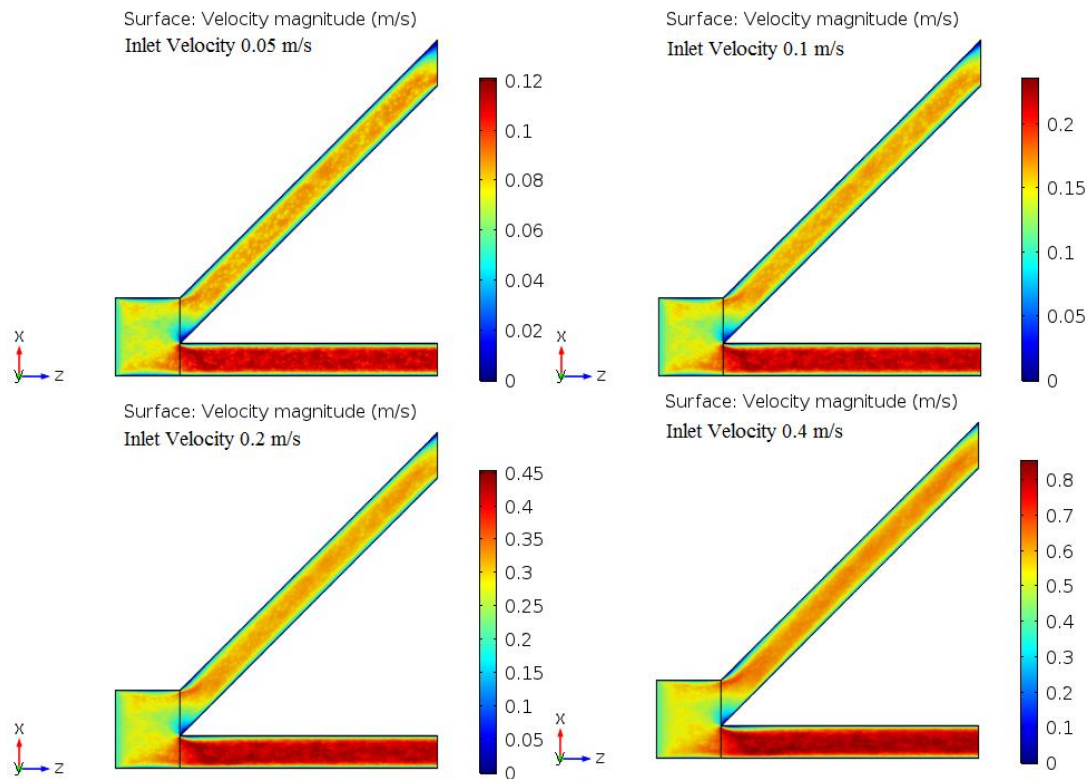 Surface: Velocity magnitude (m/s)
Inlet Velocity 0.05 m/s
0.12
0.1
0.08
0.06
0.04
0.02
0
x
y
z
Surface: Velocity magnitude (m/s)
Inlet Velocity 0.1 m/s
0.2
0.15
0.1
0.05
0
x
y
z
Surface: Velocity magnitude (m/s)
Inlet Velocity 0.2 m/s
0.45
0.4
0.35
0.3
0.25
0.2
0.15
0.1
0.05
0
x
y
z
Surface: Velocity magnitude (m/s)
Inlet Velocity 0.4 m/s
0.8
0.7
0.6
0.5
0.4
0.3
0.2
0.1
0
x
y
z